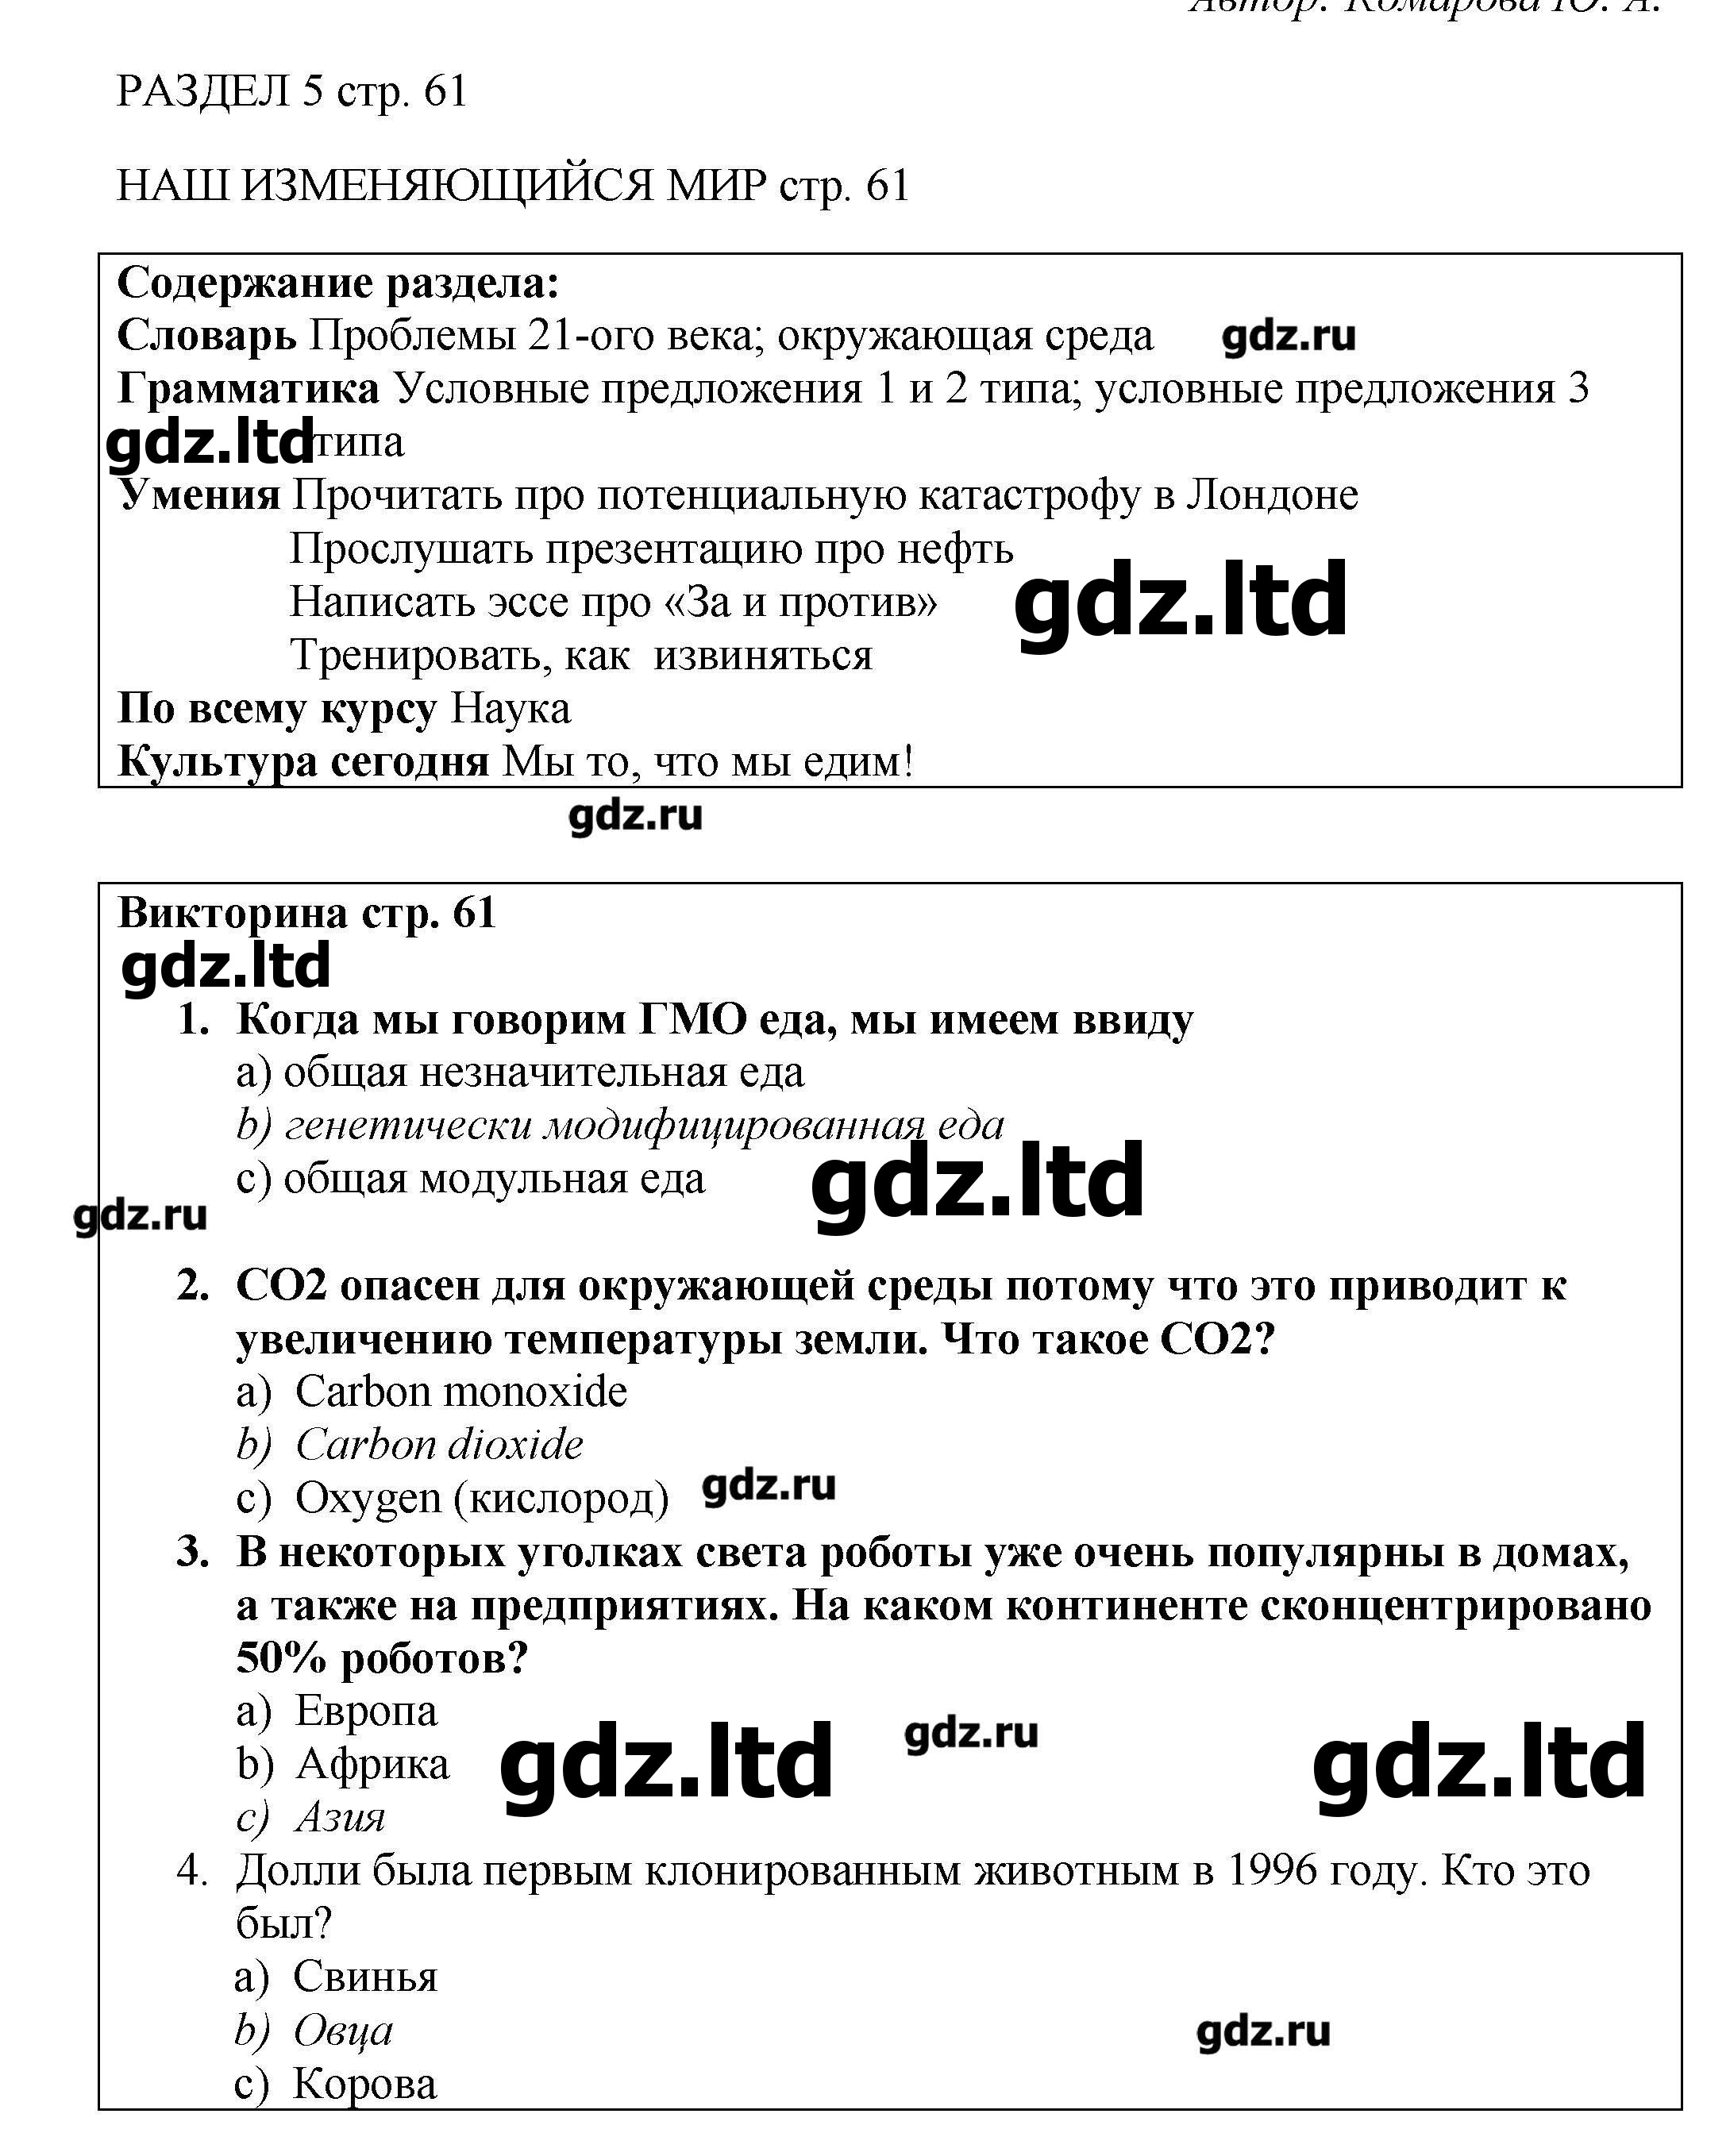 Автор: Комарова Ю. А.
РАЗДЕЛ 5 стр. 61
НАШ ИЗМЕНЯЮЩИЙСЯ МИР стр. 61
Содержание раздела:
Словарь Проблемы 21-ого века; окружающая среда gdz.ru
Грамматика Условные предложения 1 и 2 типа; условные предложения 3
gdz.ltd типа
Умения Прочитать про потенциальную катастрофу в Лондоне
Прослушать презентацию про нефть
Написать эссе про «За и против» gdz.ltd
Тренировать, как извиняться
По всему курсу Наука
Культура сегодня Мы то, что мы едим!
gdz.ru
Викторина стр. 61
gdz.ltd
1. Когда мы говорим ГМО еда, мы имеем ввиду
a) общая незначительная еда
b) генетически модифицированная еда
c) общая модульная еда gdz.ltd
gdz.ru
2. СО2 опасен для окружающей среды потому что это приводит к
увеличению температуры земли. Что такое СО2?
a) Carbon monoxide
b) Carbon dioxide
c) Oxygen (кислород) gdz.ru
3. В некоторых уголках света роботы уже очень популярны в домах,
а также на предприятиях. На каком континенте сконцентрировано
50% роботов?
a) Европа
b) Африка gdz.ltd gdz.ru gdz.ltd
c) Азия
4. Долли была первым клонированным животным в 1996 году. Кто это
был?
a) Свинья
b) Овца gdz.ru
c) Корова